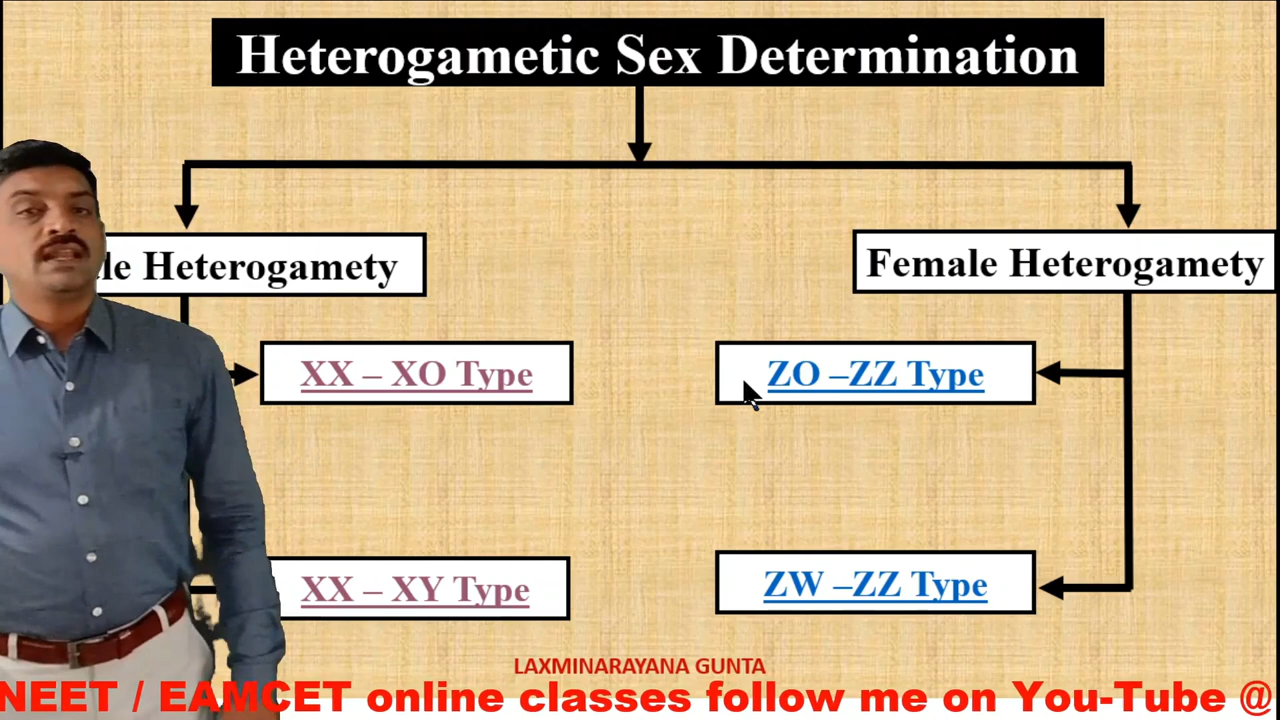 Heterogametic Sex Determination
le Heterogamety
Female Heterogamety
XX – XO Type
ZO –ZZ Type
XX – XY Type
ZW –ZZ Type
LAXMINARAYANA GUNTA
NEET / EAMCET online classes follow me on You-Tube @